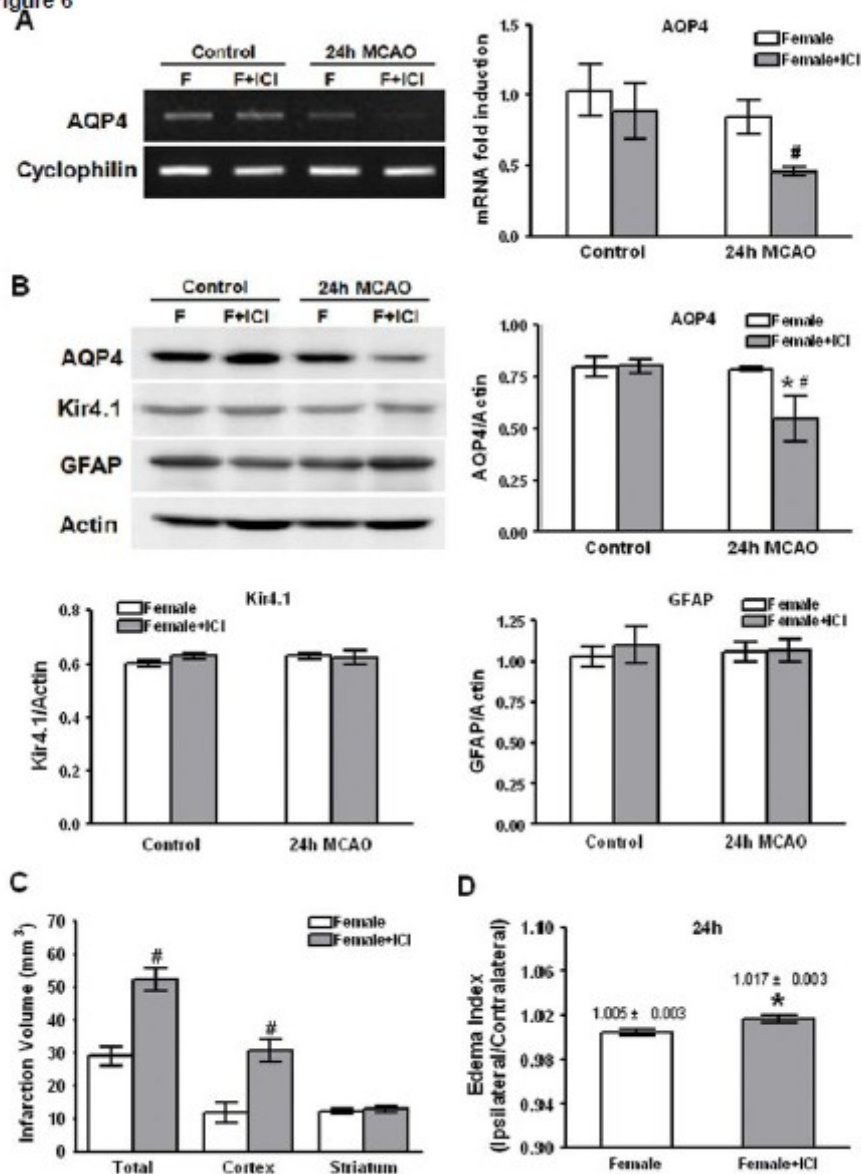 Figure 6
A
Control 24h MCAO
F F+ICI F F+ICI
AQP4
Cyclophilin
AQP4
Female
Female+ICI
mRNA fold induction
1.5
1.0
0.5
0.0
#
Control 24h MCAO
B
Control 24h MCAO
F F+ICI F F+ICI
AQP4
Kir4.1
GFAP
Actin
AQP4
Female
Female+ICI
AQP4/Actin
1.00
0.75
0.50
0.25
0.00
* #
Control 24h MCAO
Kir4.1
Female
Female+ICI
Kir4.1/Actin
0.8
0.6
0.4
0.2
0.0
Control 24h MCAO
GFAP
Female
Female+ICI
GFAP/Actin
1.25
1.00
0.75
0.50
0.25
0.00
Control 24h MCAO
C
Female
Female+ICI
Infarction Volume (mm³)
70
60
50
40
30
20
10
0
#
#
Total Cortex Striatum
D
24h
Edema Index
(Ipsilateral/Contralateral)
1.10
1.06
1.02
0.98
0.94
0.90
1.005 ± 0.003
1.017 ± 0.003
*
Female Female+ICI